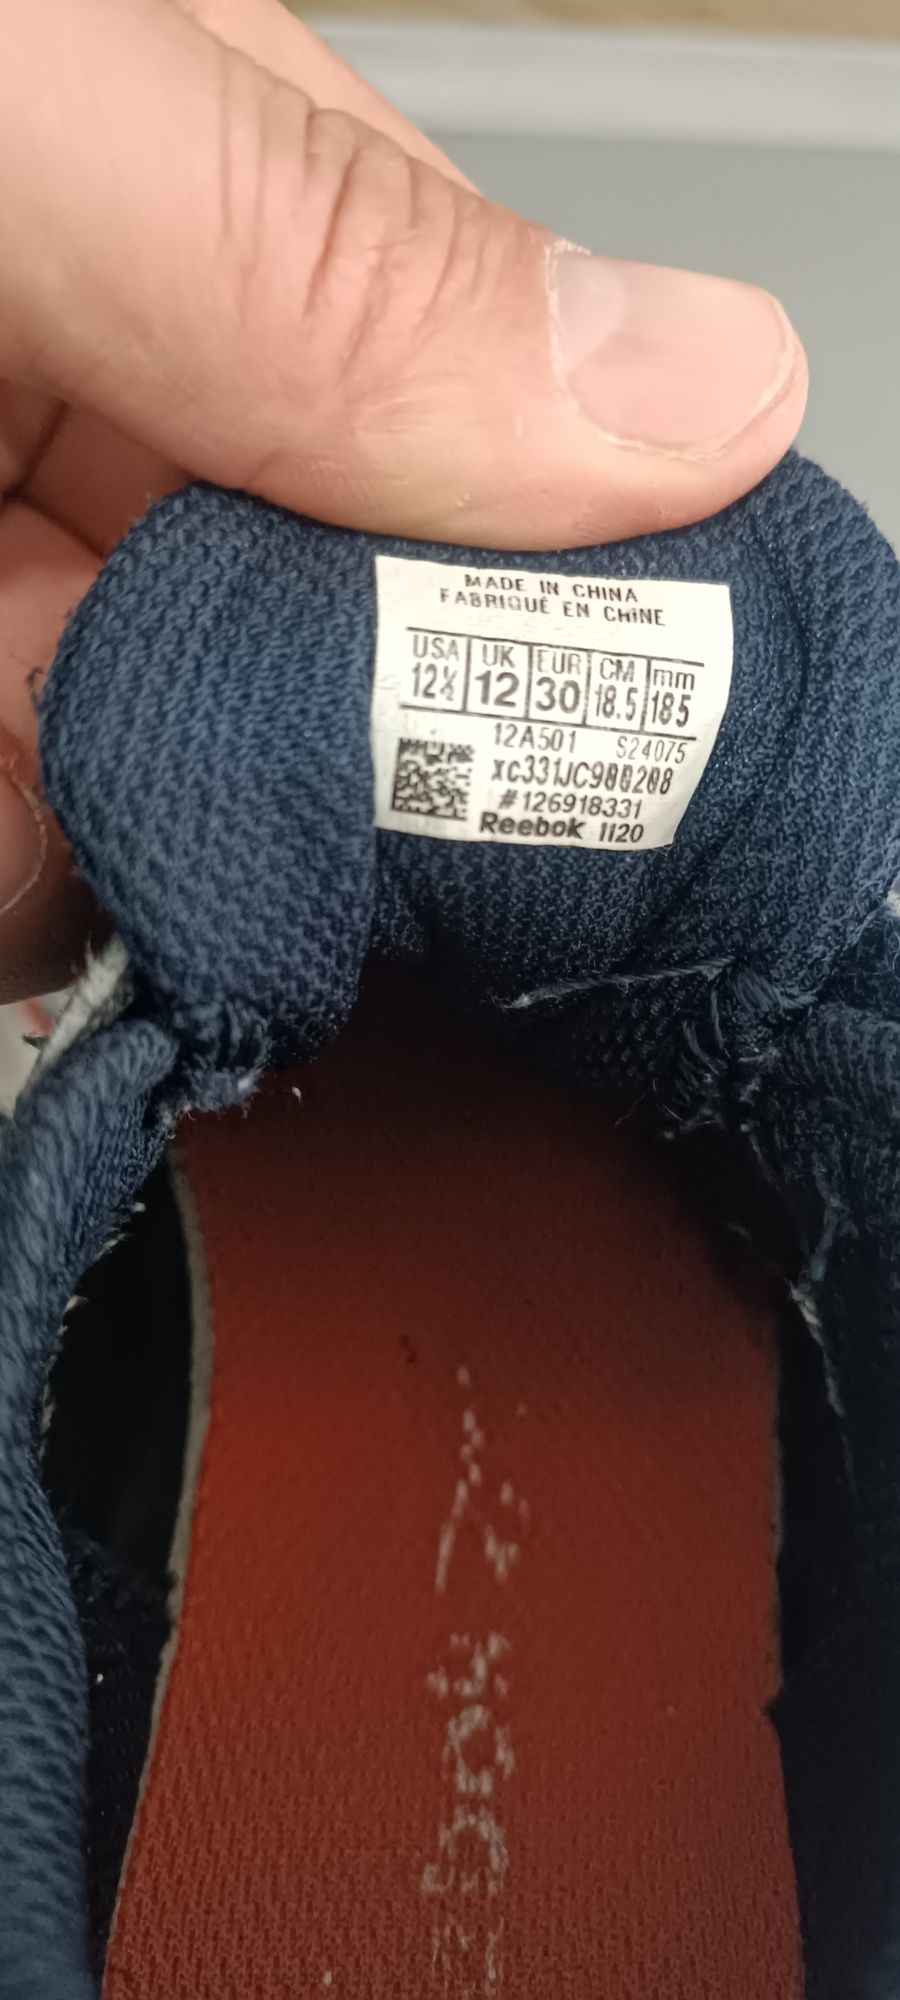 MADE IN CHINA
FABRIQUÉ EN CHINE
USA UK EUR CM mm
12½ 12 30 18.5 185
12A501 S24075
#126918331
Reebok 1120